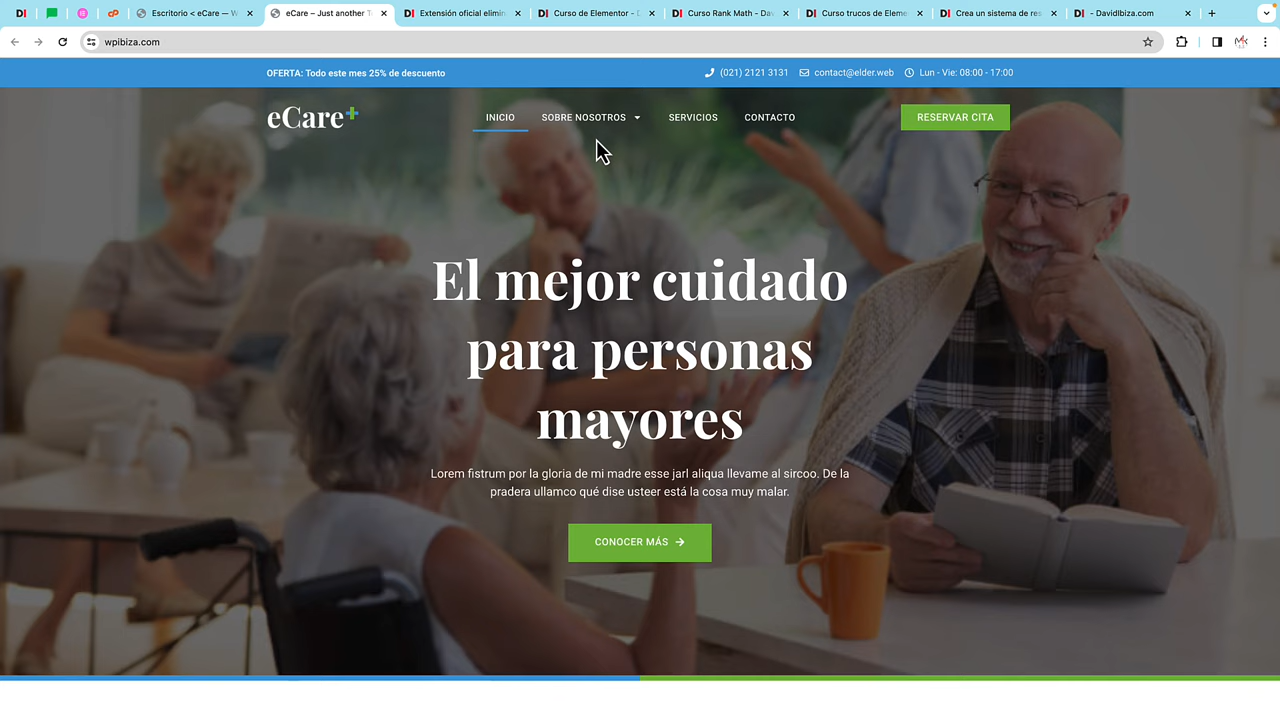 DI
Escritorio < eCare — W
eCare – Just another
Extensión oficial elimin
Curso de Elementor -
Curso Rank Math - Dav
Curso trucos de Eleme
Crea un sistema de res
- DavidIbiza.com
wpibiza.com
OFERTA: Todo este mes 25% de descuento
(021) 2121 3131
contact@elder.web
Lun - Vie: 08:00 - 17:00
eCare+
INICIO
SOBRE NOSOTROS
SERVICIOS
CONTACTO
RESERVAR CITA
El mejor cuidado
para personas
mayores
Lorem fistrum por la gloria de mi madre esse jarl aliqua llevame al sircoo. De la
pradera ullamco qué dise usteer está la cosa muy malar.
CONOCER MÁS